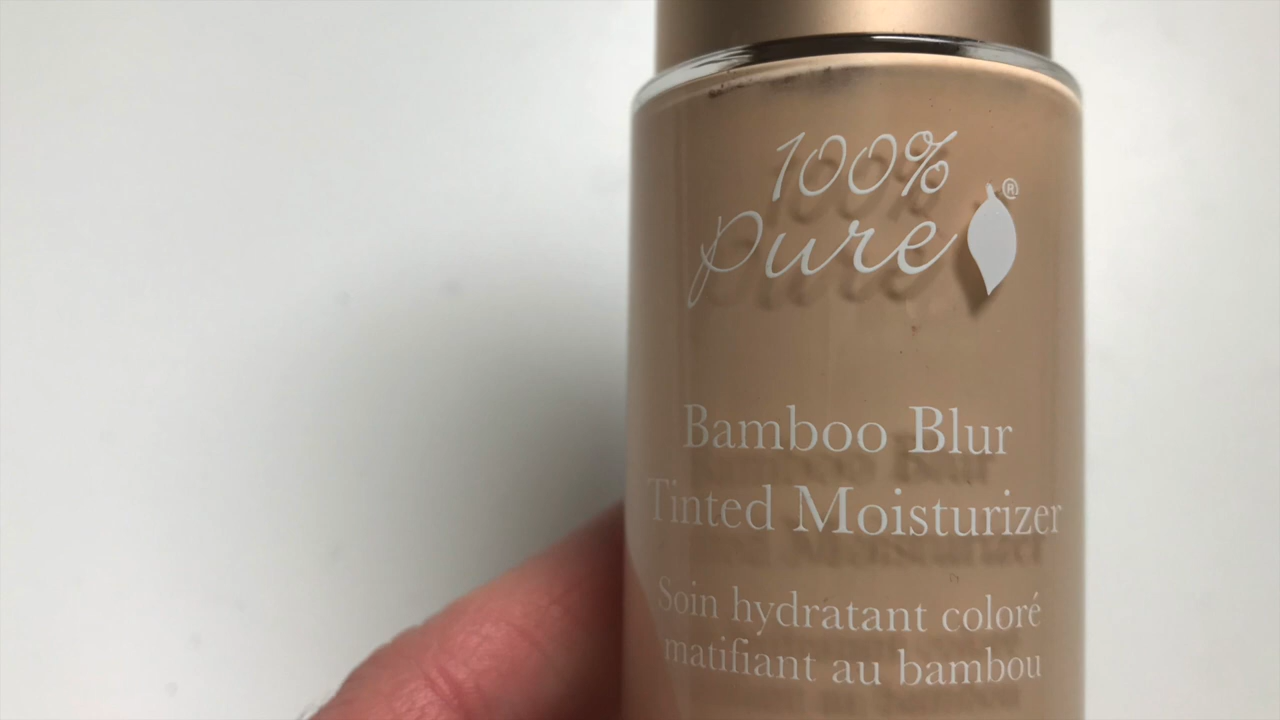 100%
Pure®
Bamboo Blur
Tinted Moisturizer
Soin hydratant coloré
matifiant au bambou